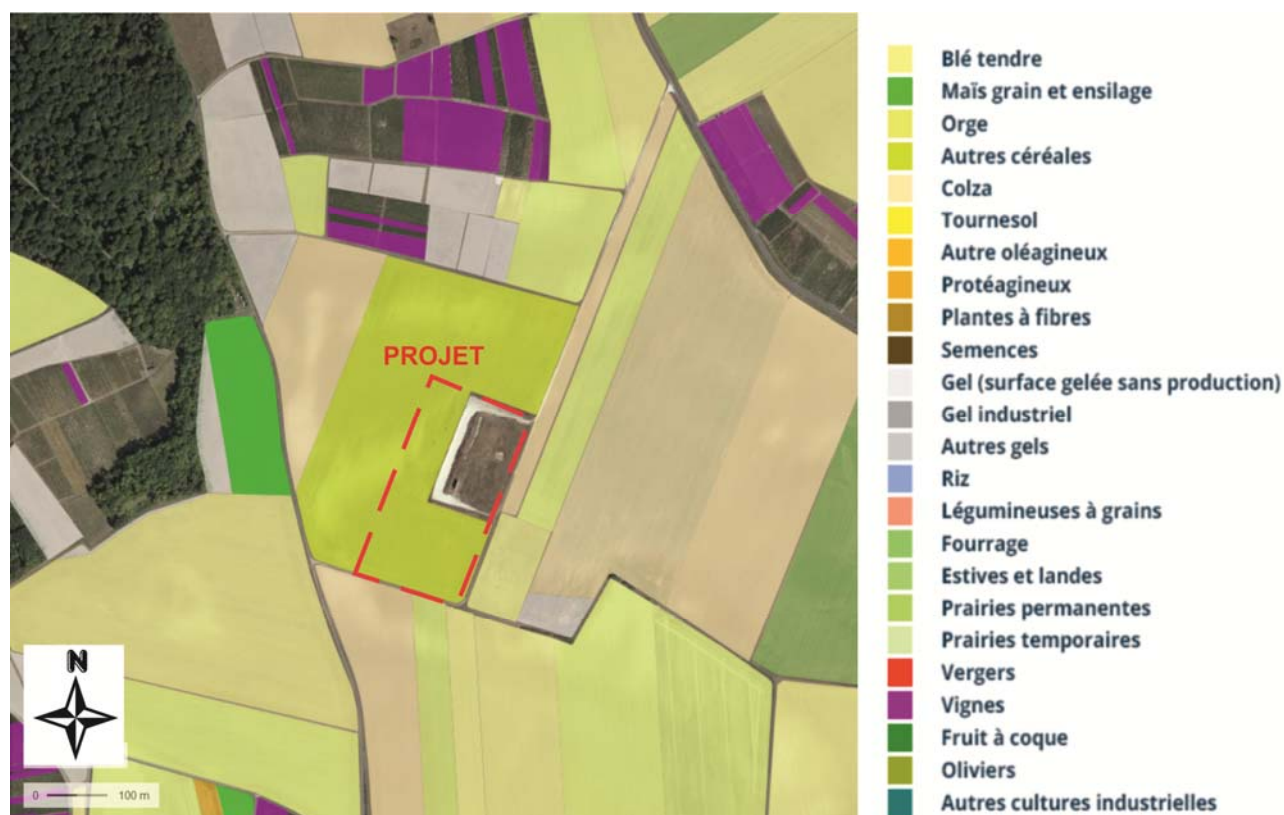 PROJET
N
0 100 m
Blé tendre
Maïs grain et ensilage
Orge
Autres céréales
Colza
Tournesol
Autre oléagineux
Protéagineux
Plantes à fibres
Semences
Gel (surface gelée sans production)
Gel industriel
Autres gels
Riz
Légumineuses à grains
Fourrage
Estives et landes
Prairies permanentes
Prairies temporaires
Vergers
Vignes
Fruit à coque
Oliviers
Autres cultures industrielles